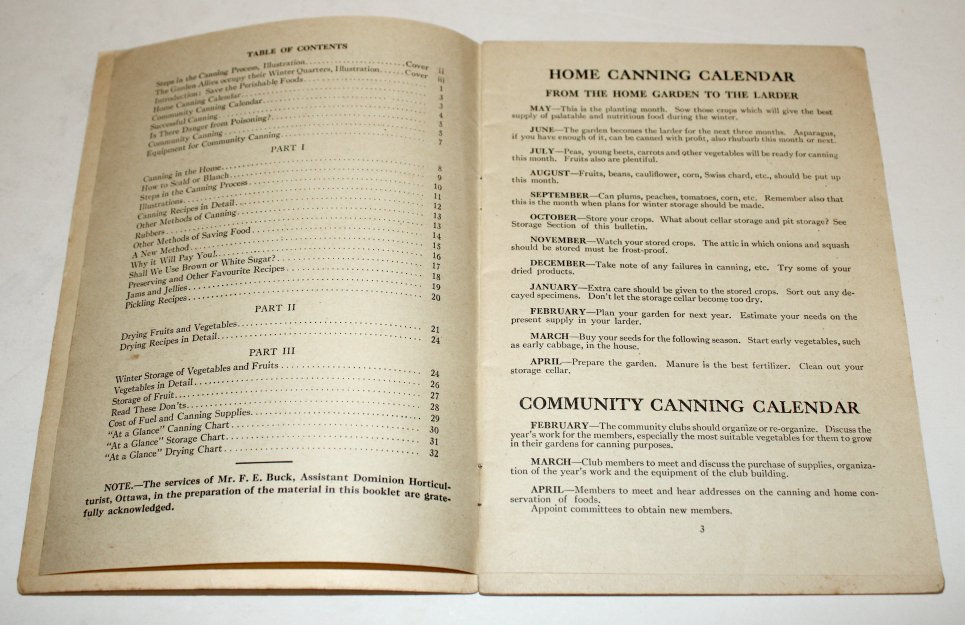 TABLE OF CONTENTS
Steps in the Canning Process, Illustration..........Cover II
The Garden Allies occupy their Winter Quarters, Illustration......Cover III
Introduction: Save the Perishable Foods.......... 1
Home Canning Calendar.......... 3
Community Canning Calendar.......... 3
Successful Canning.......... 4
Is There Danger from Poisoning?.......... 5
Community Canning.......... 5
Equipment for Community Canning.......... 7
PART I
Canning in the Home.......... 8
How to Scald or Blanch.......... 9
Steps in the Canning Process.......... 10
Illustrations.......... 11
Canning Recipes in Detail.......... 12
Other Methods of Canning.......... 13
Rubbers.......... 13
Other Methods of Saving Food.......... 14
A New Method.......... 15
Why it Will Pay You!.......... 16
Shall We Use Brown or White Sugar?.......... 17
Preserving and Other Favourite Recipes.......... 18
Jams and Jellies.......... 19
Pickling Recipes.......... 20
PART II
Drying Fruits and Vegetables.......... 21
Drying Recipes in Detail.......... 24
PART III
Winter Storage of Vegetables and Fruits.......... 24
Vegetables in Detail.......... 26
Storage of Fruit.......... 27
Read These Don'ts.......... 28
Cost of Fuel and Canning Supplies.......... 29
"At a Glance" Canning Chart.......... 30
"At a Glance" Storage Chart.......... 31
"At a Glance" Drying Chart.......... 32
NOTE.—The services of Mr. F. E. Buck, Assistant Dominion Horticul-
turist, Ottawa, in the preparation of the material in this booklet are grate-
fully acknowledged.
HOME CANNING CALENDAR
FROM THE HOME GARDEN TO THE LARDER
MAY—This is the planting month. Sow those crops which will give the best
supply of palatable and nutritious food during the winter.
JUNE—The garden becomes the larder for the next three months. Asparagus,
if you have enough of it, can be canned with profit, also rhubarb this month or next.
JULY—Peas, young beets, carrots and other vegetables will be ready for canning
this month. Fruits also are plentiful.
AUGUST—Fruits, beans, cauliflower, corn, Swiss chard, etc., should be put up
this month.
SEPTEMBER—Can plums, peaches, tomatoes, corn, etc. Remember also that
this is the month when plans for winter storage should be made.
OCTOBER—Store your crops. What about cellar storage and pit storage? See
Storage Section of this bulletin.
NOVEMBER—Watch your stored crops. The attic in which onions and squash
should be stored must be frost-proof.
DECEMBER—Take note of any failures in canning, etc. Try some of your
dried products.
JANUARY—Extra care should be given to the stored crops. Sort out any de-
cayed specimens. Don't let the storage cellar become too dry.
FEBRUARY—Plan your garden for next year. Estimate your needs on the
present supply in your larder.
MARCH—Buy your seeds for the following season. Start early vegetables, such
as early cabbage, in the house.
APRIL—Prepare the garden. Manure is the best fertilizer. Clean out your
storage cellar.
COMMUNITY CANNING CALENDAR
FEBRUARY—The community clubs should organize or re-organize. Discuss the
year's work for the members, especially the most suitable vegetables for them to grow
in their gardens for canning purposes.
MARCH—Club members to meet and discuss the purchase of supplies, organiza-
tion of the year's work and the equipment of the club building.
APRIL—Members to meet and hear addresses on the canning and home con-
servation of foods.
Appoint committees to obtain new members.
3